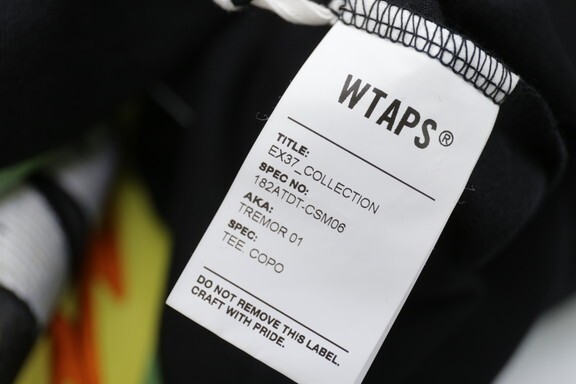 WTAPS®
TITLE:
EX37_COLLECTION
SPEC NO:
182ATDT-CSM06
AKA:
TREMOR 01
SPEC:
TEE. COPO
DO NOT REMOVE THIS LABEL.
CRAFT WITH PRIDE.